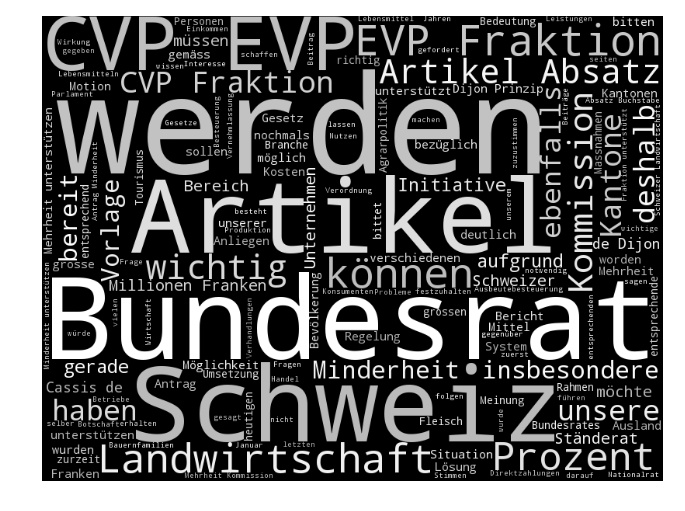 CVP EVP
EVP Fraktion
Personen
Einkommen
müssen
gemäss
Wirkung
gegeben
wissen
Interesse
schaffen
Beitrag
Lebensmittel Jahren
gefordert
Bedeutung
Leistungen
bitten
richtig
seiten
Lebensmitteln
Motion
Parlament
CVP Fraktion
Artikel Absatz
unterstützt
Dijon Prinzip
Kantonen
Absatz Buchstabe
Beiträge
werden
Gesetze
Besteuerung
Vernehmlassung
Gesetz
nochmals
Branche
möglich
Kosten
sollen
lassen
Nutzen
machen
bezüglich
Agrarpolitik
zuzustimmen
ebenfalls
Kommission
Massnahmen
Kantone
Fraktion unterstützt
deshalb
Schweizer Landwirtschaft
Mehrheit unterstützen
bereit
entsprechend
Antrag Minderheit
Vorlage
Tourismus
Bereich
Unternehmen
Verordnung
Initiative
Artikel
besteht
unserer
Produktion
Anliegen
bittet
deutlich
unserem
wichtige
de Dijon
grosse
Frage
wichtig
Millionen Franken
Bevölkerung
verschiedenen
können
aufgrund
Schweizer
notwendig
worden
Mehrheit
sagen
Konsumenten
Probleme
festzuhalten
Ausbeutebesteuerung
Minderheit unterstützen
Bundesrat
würde
vielen
Wirtschaft
Verhandlungen
grossen
Regelung
Bericht
Mittel
gegenüber
System
zuerst
entsprechenden
entsprechende
gerade
Möglichkeit
Umsetzung
Fragen
Handel
Minderheit
insbesondere
Cassis de
Antrag
Schweiz
Rahmen
führen
möchte
haben
Betriebe
selber
Botschaft
erhalten
gesagt
heutigen
nicht
folgen
Meinung
Fleisch
wurde
unsere
Bundesrates
Ausland
Ständerat
unterstützen
Bauernfamilien
Januar
letzten
wurden
zurzeit
Franken
Landwirtschaft
Mehrheit Kommission
Situation
Lösung
Stimmen
Prozent
Direktzahlungen
darauf
Nationalrat